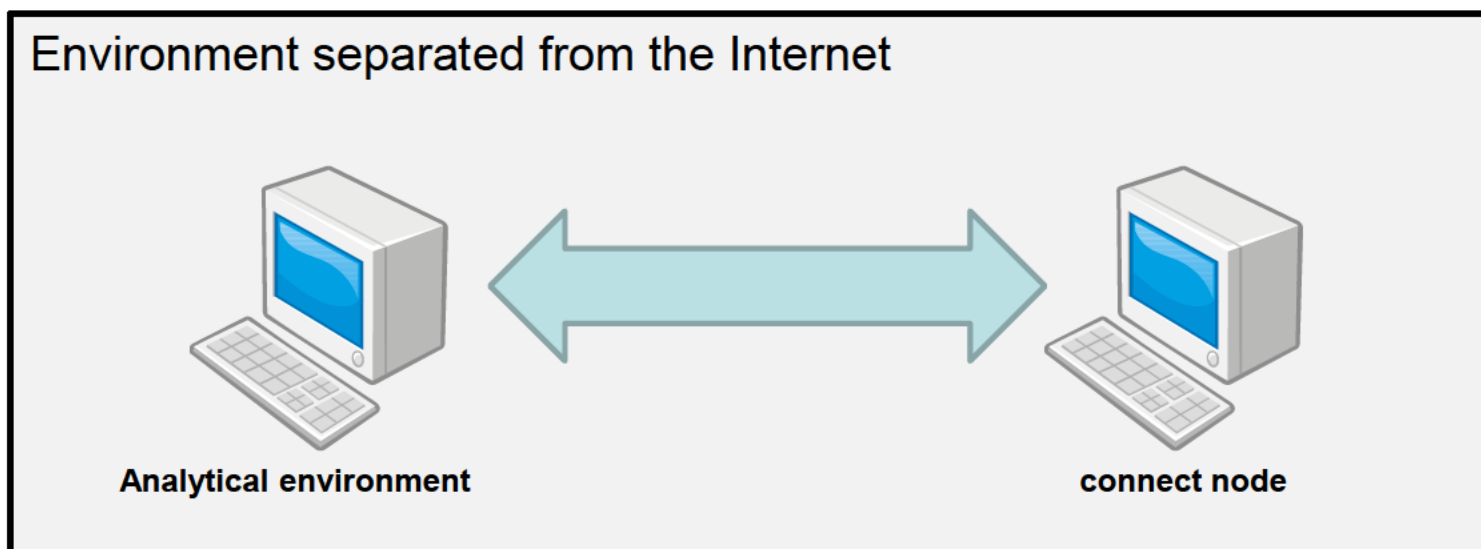 Environment separated from the Internet
Analytical environment
connect node